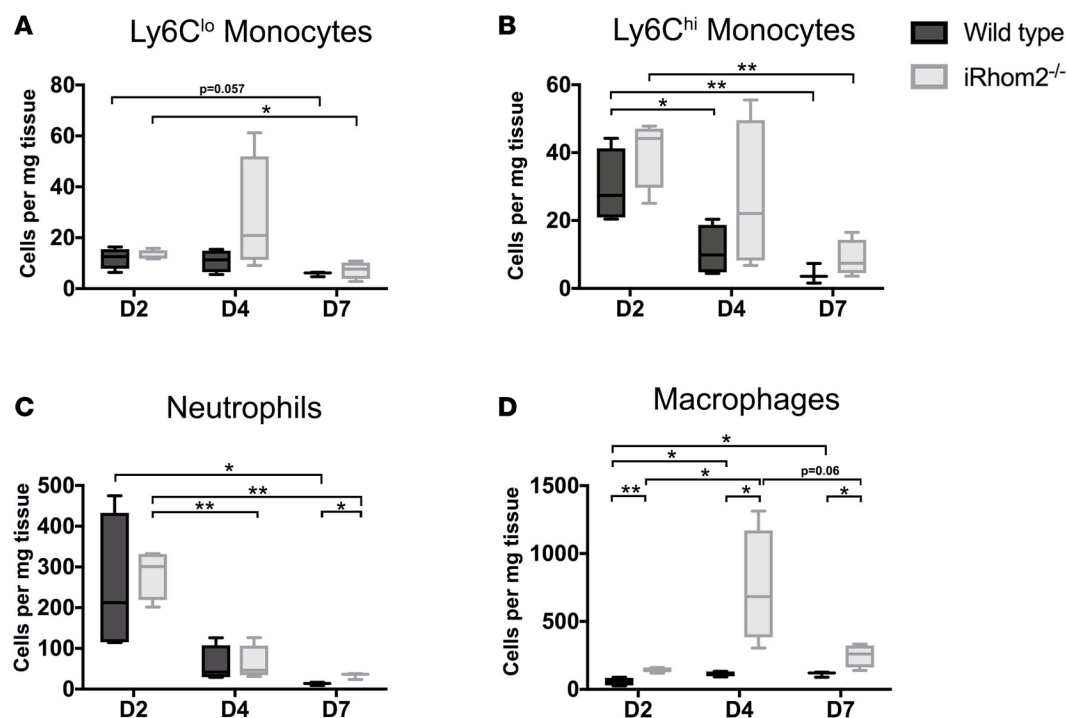 A
Ly6Cˡᵒ Monocytes
Cells per mg tissue
80
60
40
20
0
p=0.057
*
D2 D4 D7
B
Ly6Cʰⁱ Monocytes
Cells per mg tissue
60
40
20
0
**
**
*
D2 D4 D7
Wild type
iRhom2⁻/⁻
C
Neutrophils
Cells per mg tissue
500
400
300
200
100
0
*
**
** *
D2 D4 D7
D
Macrophages
Cells per mg tissue
1500
1000
500
0
*
*
* p=0.06
** * *
D2 D4 D7